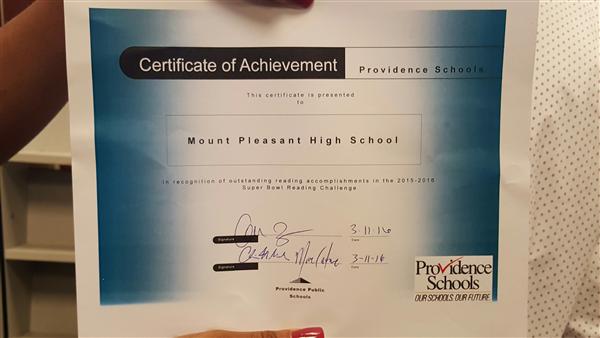 Certificate of Achievement
Providence Schools
This certificate is presented
to
Mount Pleasant High School
in recognition of outstanding reading accomplishments in the 2015-2016
Super Bowl Reading Challenge
3.11.16
Signature
Date
3-11-16
Signature
Date
Providence Public
Schools
Providence
Schools
OUR SCHOOLS. OUR FUTURE.